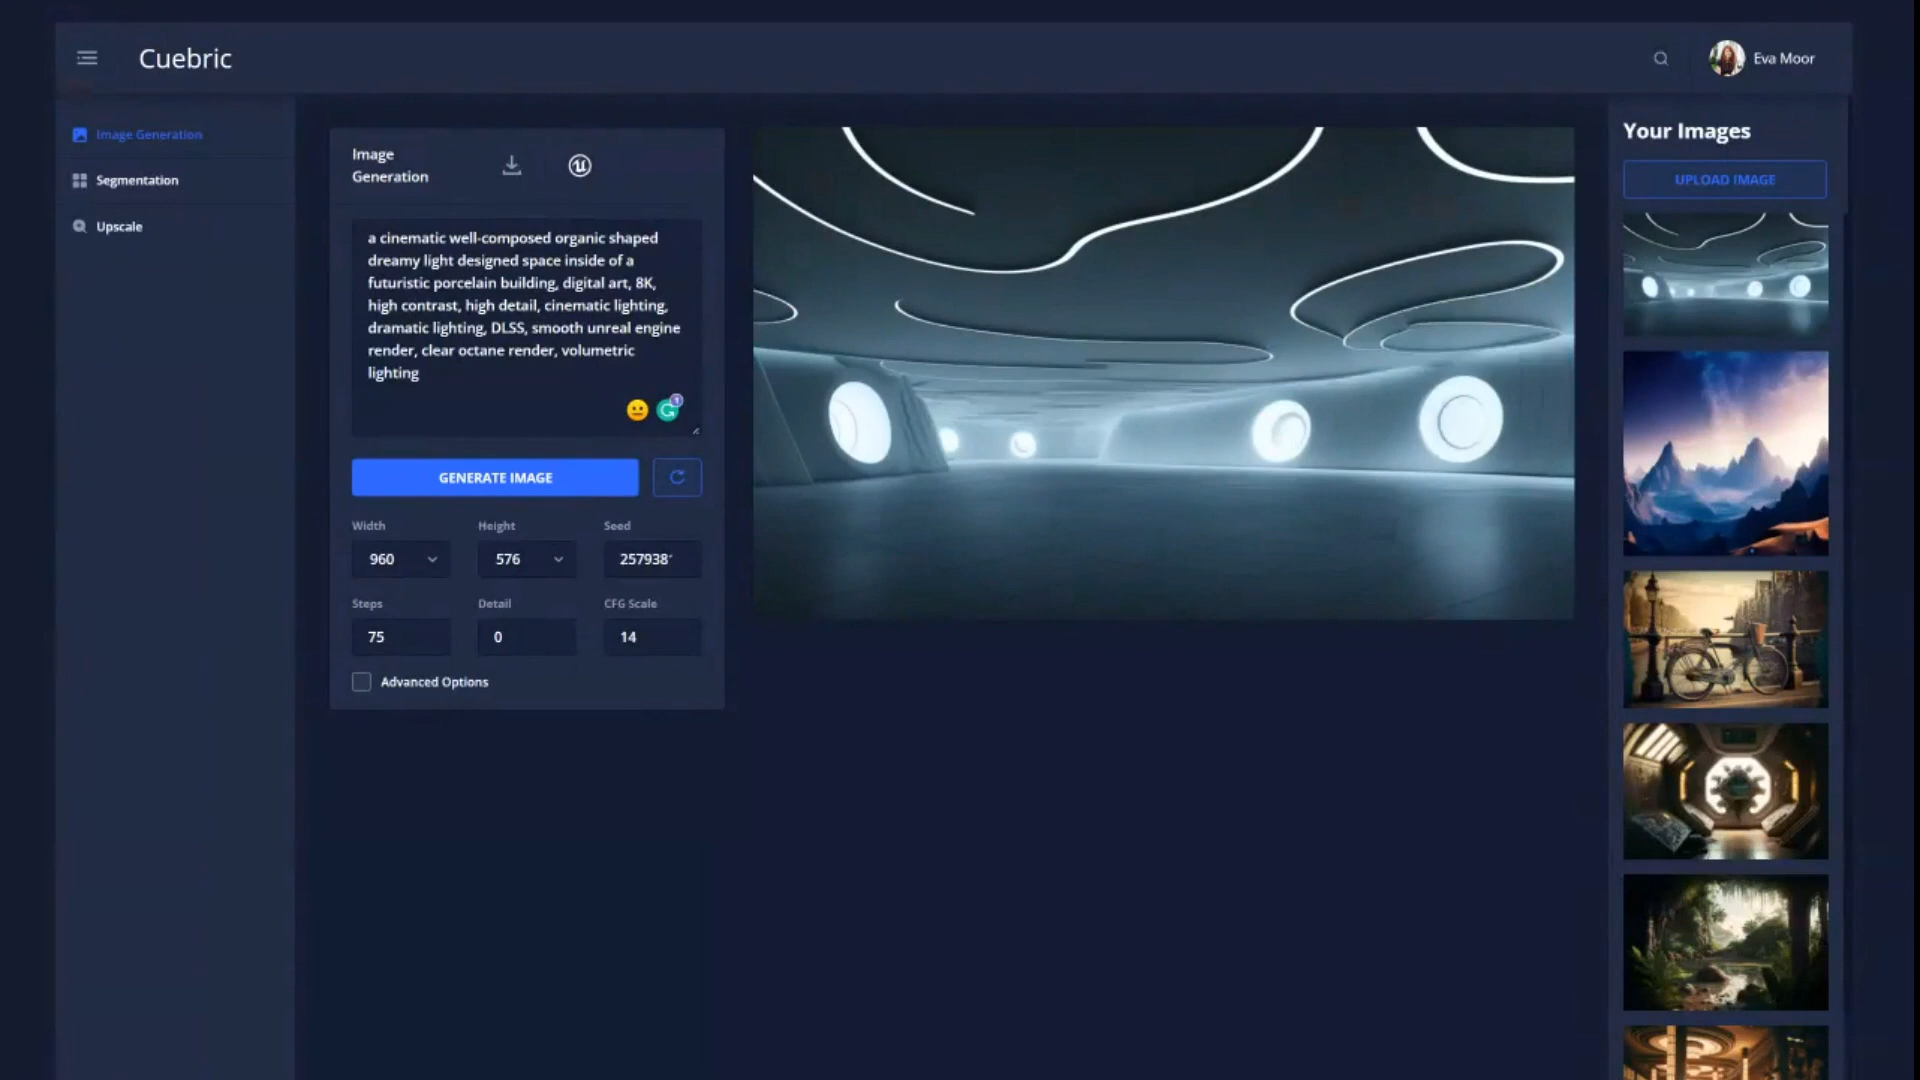 Cuebric
Eva Moor
Image Generation
Segmentation
Upscale
Image
Generation
a cinematic well-composed organic shaped
dreamy light designed space inside of a
futuristic porcelain building, digital art, 8K,
high contrast, high detail, cinematic lighting,
dramatic lighting, DLSS, smooth unreal engine
render, clear octane render, volumetric
lighting
1
GENERATE IMAGE
Width
Height
Seed
960
576
257938
Steps
Detail
CFG Scale
75
0
14
Advanced Options
Your Images
UPLOAD IMAGE